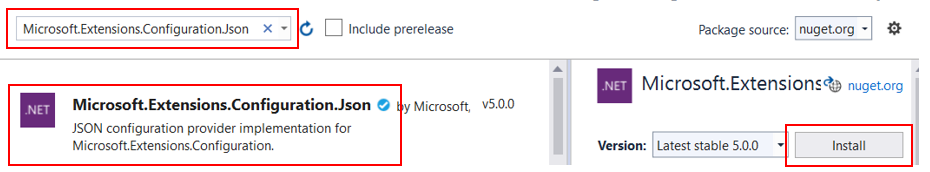 Microsoft.Extensions.Configuration.Json
Include prerelease
Package source: nuget.org
.NET
Microsoft.Extensions.Configuration.Json by Microsoft, v5.0.0
JSON configuration provider implementation for
Microsoft.Extensions.Configuration.
.NET
Microsoft.Extensions nuget.org
Version: Latest stable 5.0.0 Install